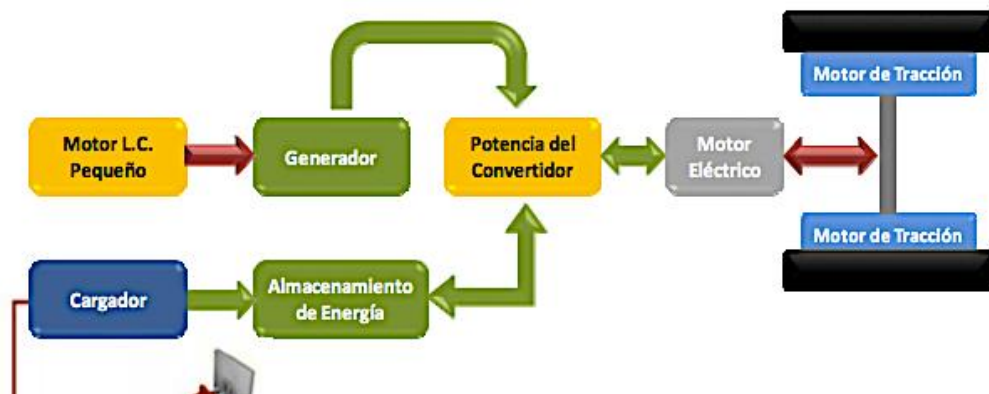 Motor de Tracción
Motor L.C.
Pequeño
Generador
Potencia del
Convertidor
Motor
Eléctrico
Motor de Tracción
Cargador
Almacenamiento
de Energía